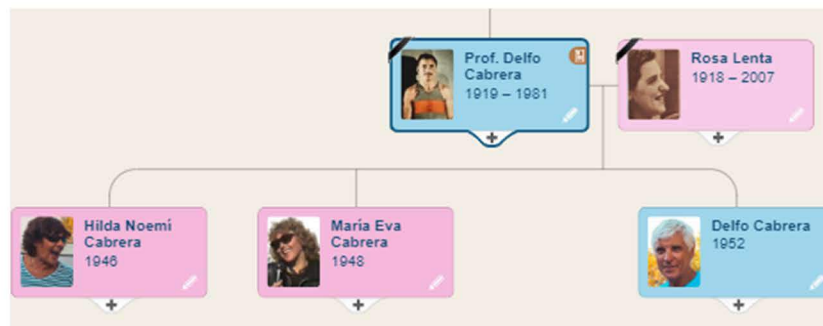 Prof. Delfo
Cabrera
1919 – 1981
Rosa Lenta
1918 – 2007
Hilda Noemí
Cabrera
1946
María Eva
Cabrera
1948
Delfo Cabrera
1952